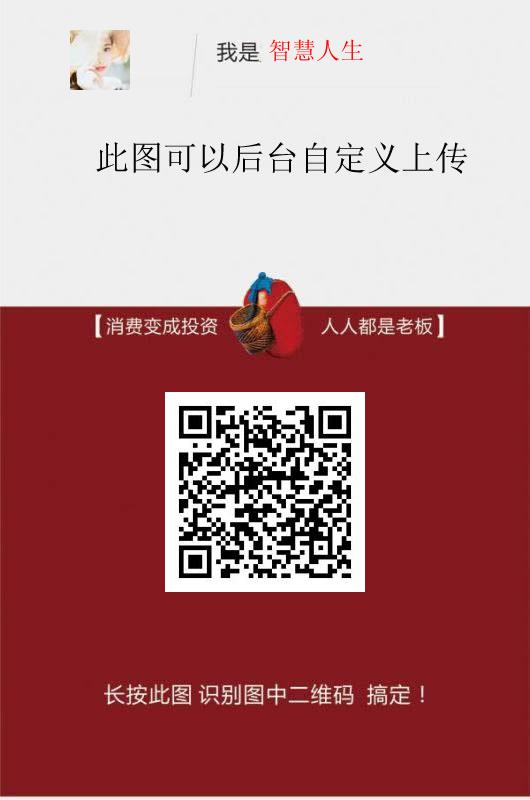 我是 智慧人生
此图可以后台自定义上传
【消费变成投资 人人都是老板】
长按此图 识别图中二维码 搞定！